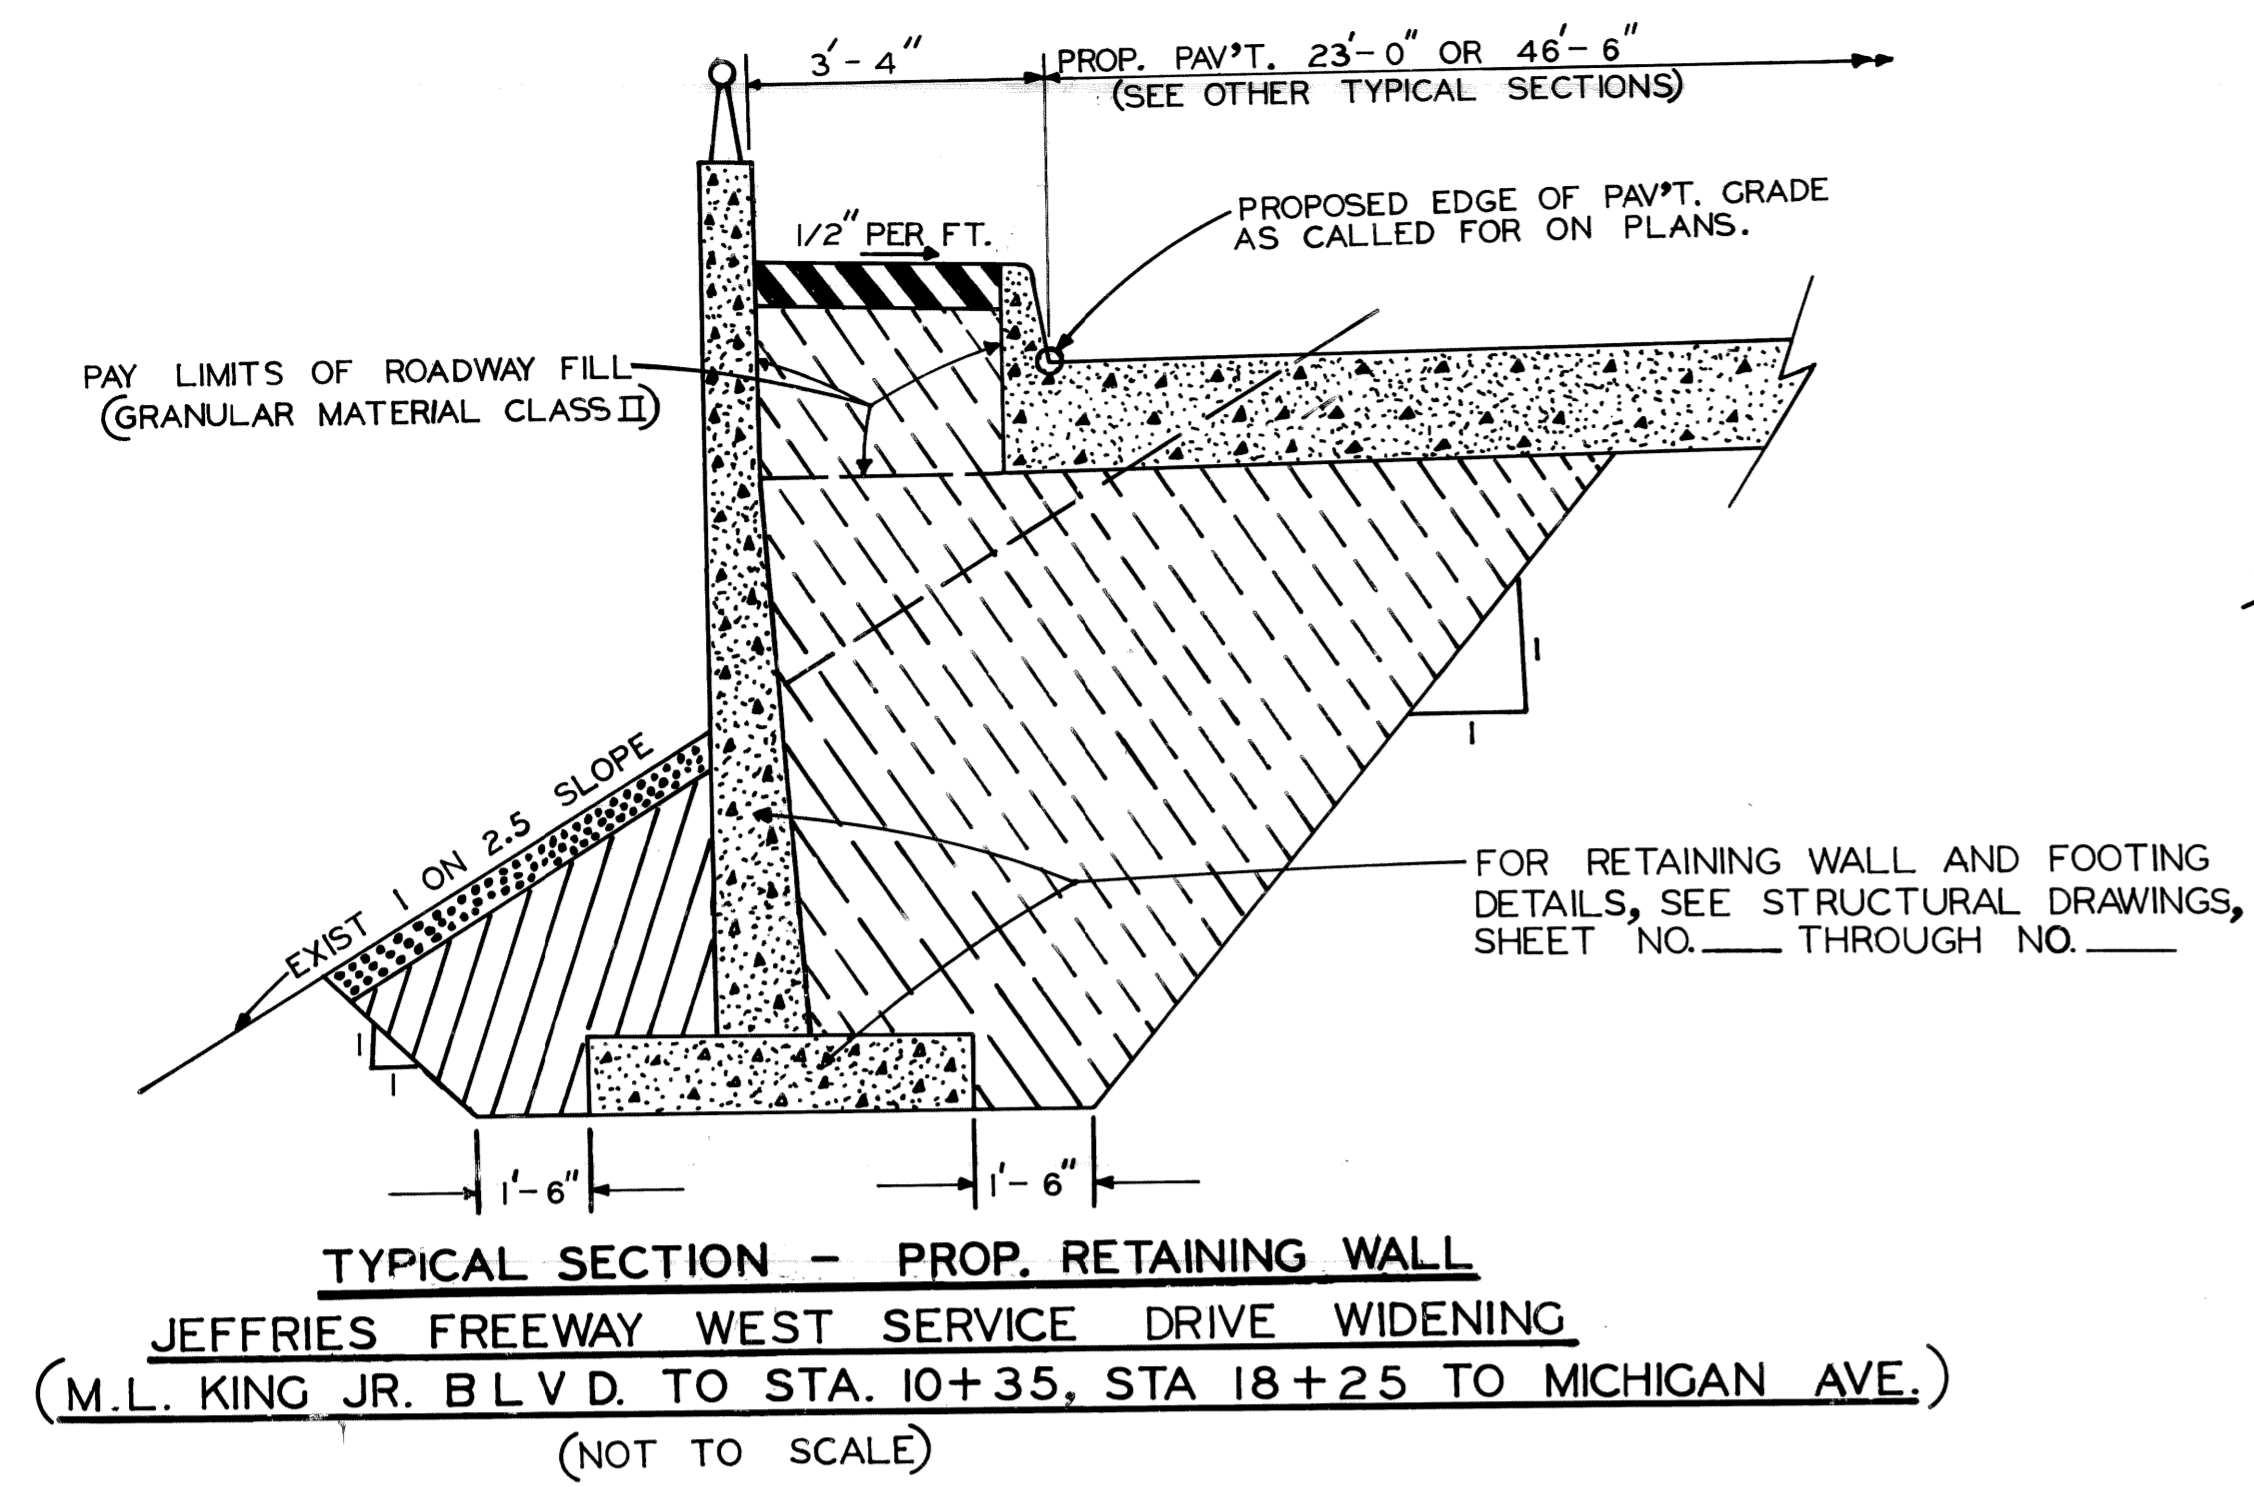 3'-4"
PROP. PAV'T. 23'-0" OR 46'-6"
(SEE OTHER TYPICAL SECTIONS)
PROPOSED EDGE OF PAV'T. GRADE
AS CALLED FOR ON PLANS.
1/2" PER FT.
PAY LIMITS OF ROADWAY FILL
(GRANULAR MATERIAL CLASS II)
1
1
EXIST 1 ON 2.5 SLOPE
FOR RETAINING WALL AND FOOTING
DETAILS, SEE STRUCTURAL DRAWINGS,
SHEET NO.____ THROUGH NO.____
1
1
1'-6"
1'-6"
TYPICAL SECTION - PROP. RETAINING WALL
JEFFRIES FREEWAY WEST SERVICE DRIVE WIDENING
(M.L. KING JR. BLVD. TO STA. 10+35, STA 18+25 TO MICHIGAN AVE.)
(NOT TO SCALE)